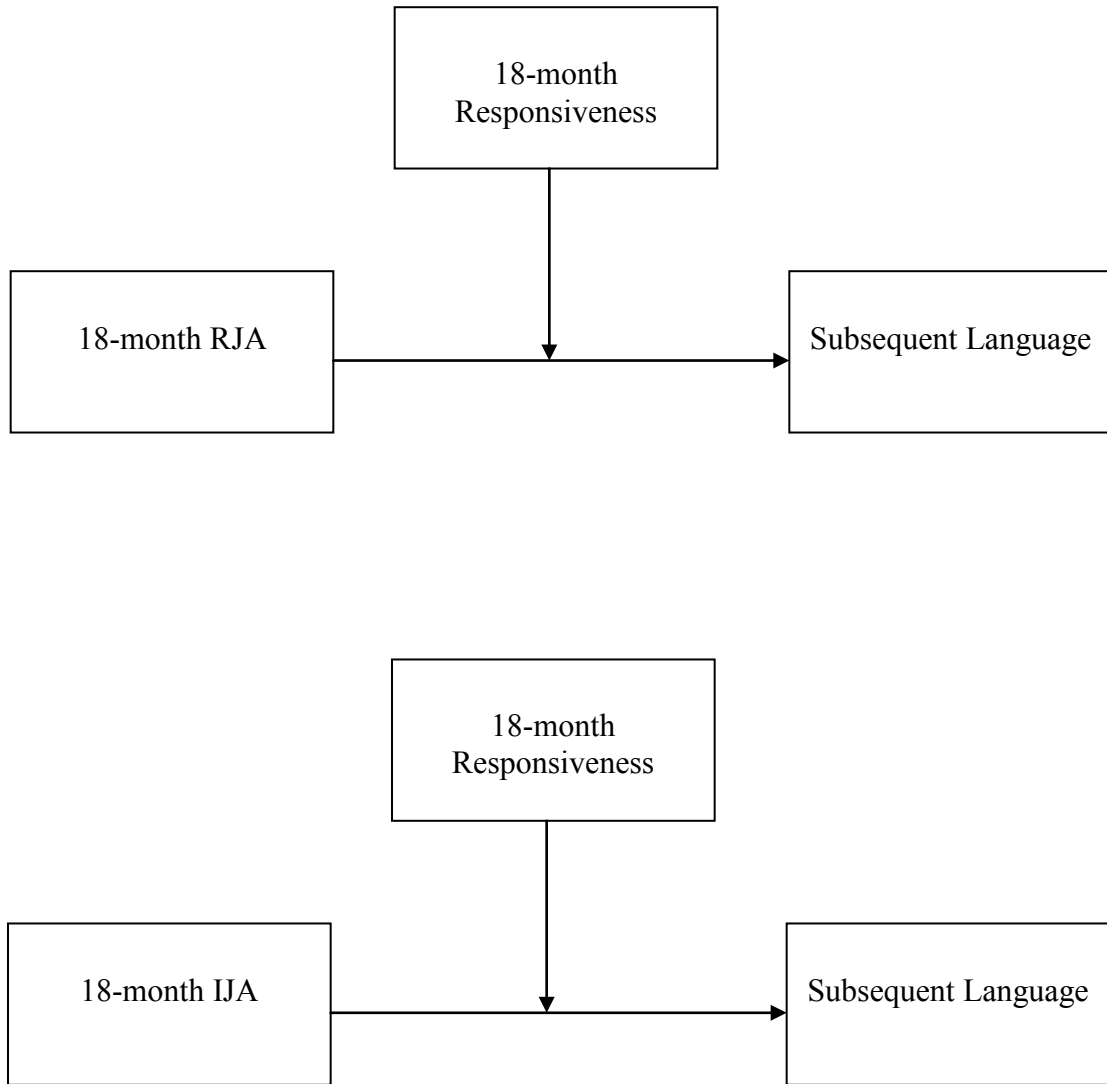 18-month
Responsiveness
18-month RJA
Subsequent Language
18-month
Responsiveness
18-month IJA
Subsequent Language